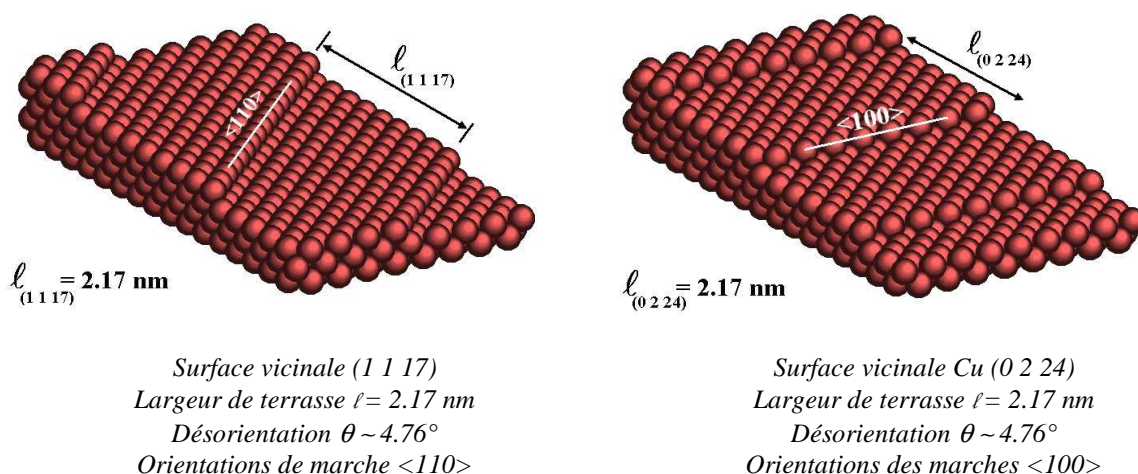 ℓ(1 1 17)
<110>
ℓ(1 1 17) = 2.17 nm
Surface vicinale (1 1 17)
Largeur de terrasse ℓ = 2.17 nm
Désorientation θ ~ 4.76°
Orientations de marche <110>
ℓ(0 2 24)
<100>
ℓ(0 2 24) = 2.17 nm
Surface vicinale Cu (0 2 24)
Largeur de terrasse ℓ = 2.17 nm
Désorientation θ ~ 4.76°
Orientations des marches <100>